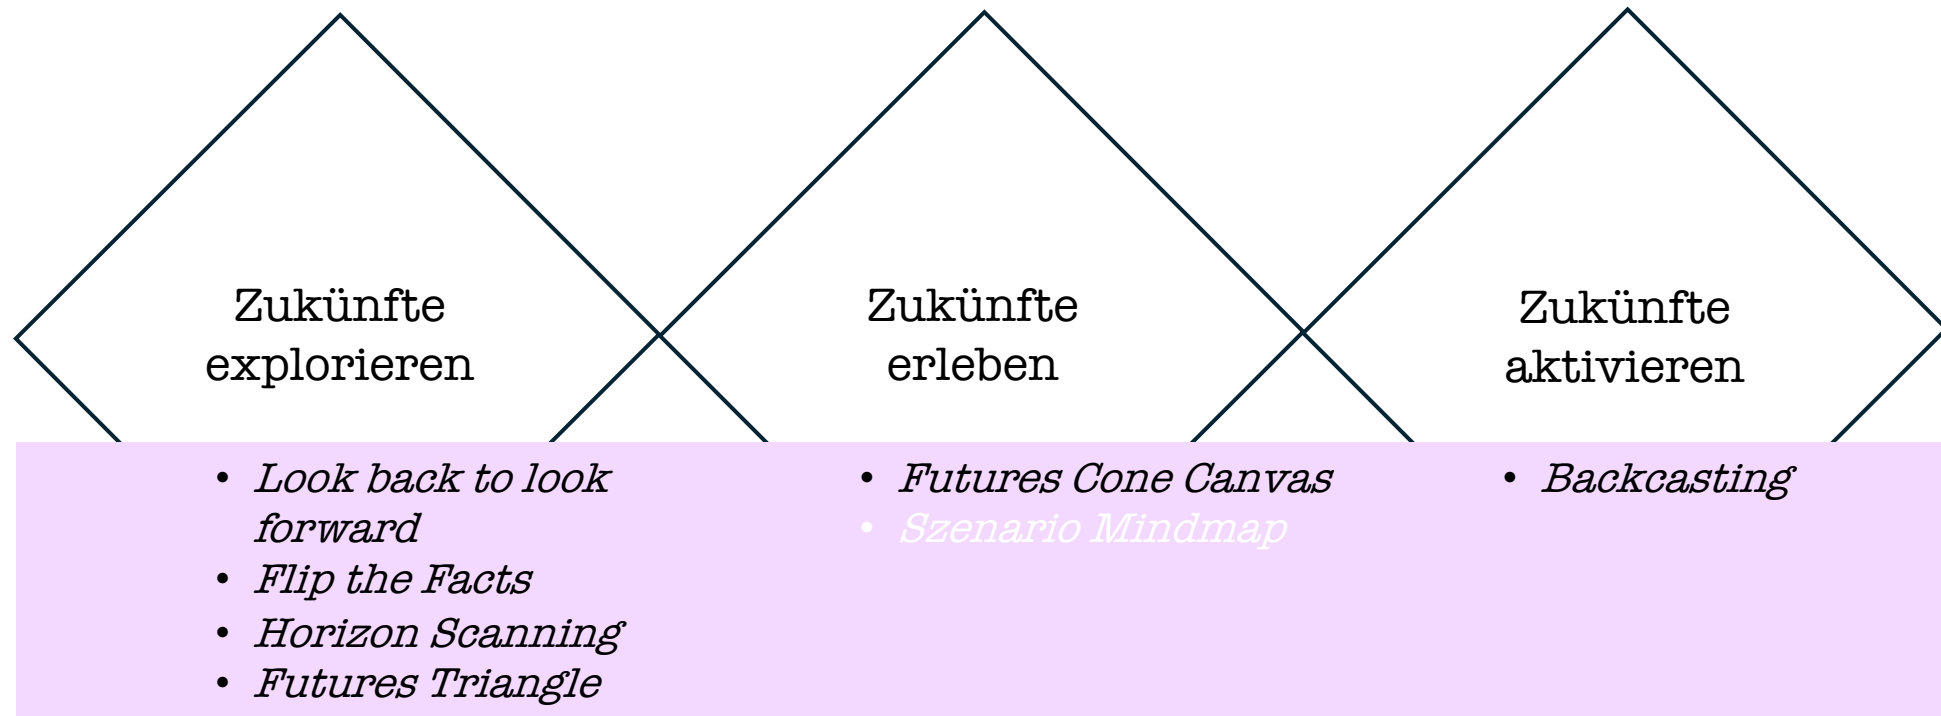 Zukünfte
explorieren
Zukünfte
erleben
Zukünfte
aktivieren
• Look back to look
forward
• Flip the Facts
• Horizon Scanning
• Futures Triangle
• Futures Cone Canvas
• Szenario Mindmap
• Backcasting